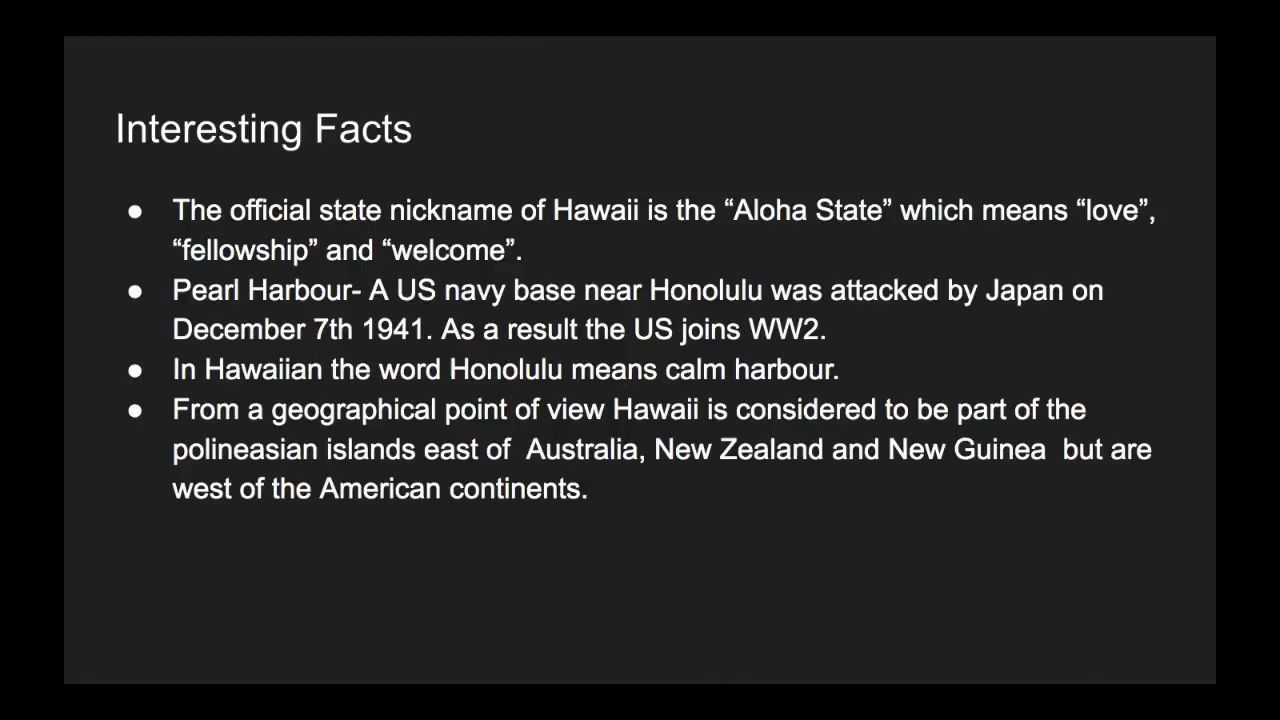 Interesting Facts
● The official state nickname of Hawaii is the “Aloha State” which means “love”,
“fellowship” and “welcome”.
● Pearl Harbour- A US navy base near Honolulu was attacked by Japan on
December 7th 1941. As a result the US joins WW2.
● In Hawaiian the word Honolulu means calm harbour.
● From a geographical point of view Hawaii is considered to be part of the
polineasian islands east of  Australia, New Zealand and New Guinea  but are
west of the American continents.